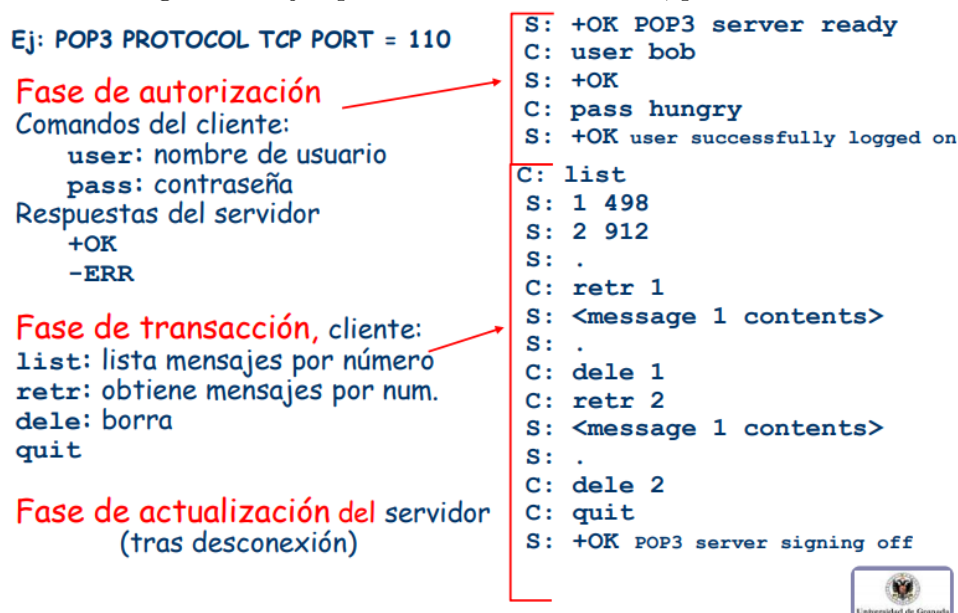 Ej: POP3 PROTOCOL TCP PORT = 110
Fase de autorización
Comandos del cliente:
user: nombre de usuario
pass: contraseña
Respuestas del servidor
+OK
-ERR
Fase de transacción, cliente:
list: lista mensajes por número
retr: obtiene mensajes por num.
dele: borra
quit
Fase de actualización del servidor
(tras desconexión)
S: +OK POP3 server ready
C: user bob
S: +OK
C: pass hungry
S: +OK user successfully logged on
C: list
S: 1 498
S: 2 912
S: .
C: retr 1
S: <message 1 contents>
S: .
C: dele 1
C: retr 2
S: <message 1 contents>
S: .
C: dele 2
C: quit
S: +OK POP3 server signing off
Universidad de Granada